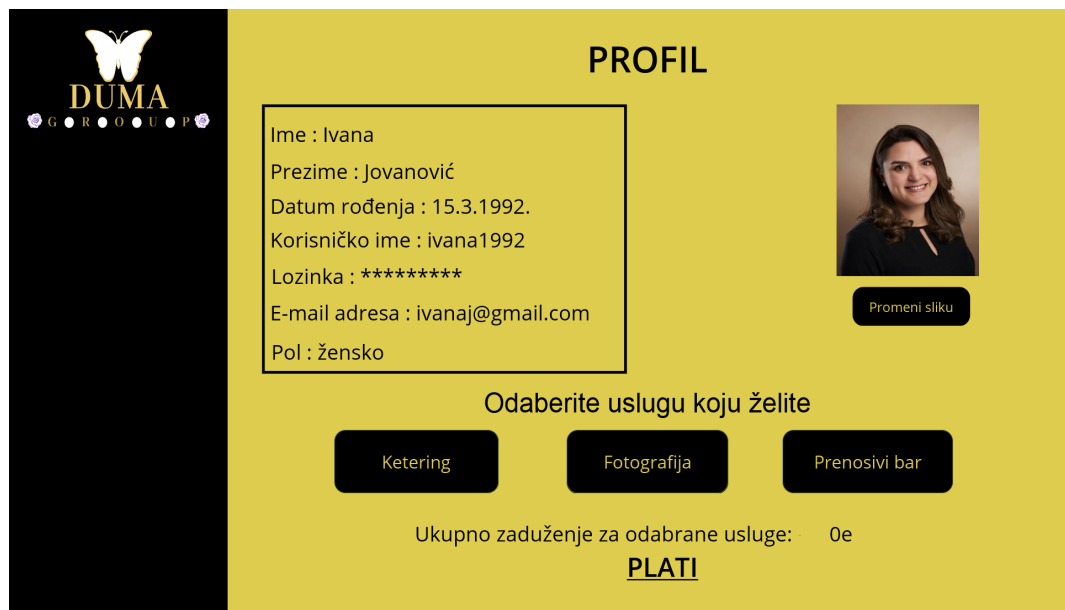 DUMA
GROUP
PROFIL
Ime : Ivana
Prezime : Jovanović
Datum rođenja : 15.3.1992.
Korisničko ime : ivana1992
Lozinka : *********
E-mail adresa : ivanaj@gmail.com
Pol : žensko
Promeni sliku
Odaberite uslugu koju želite
Ketering
Fotografija
Prenosivi bar
Ukupno zaduženje za odabrane usluge: 0e
PLATI